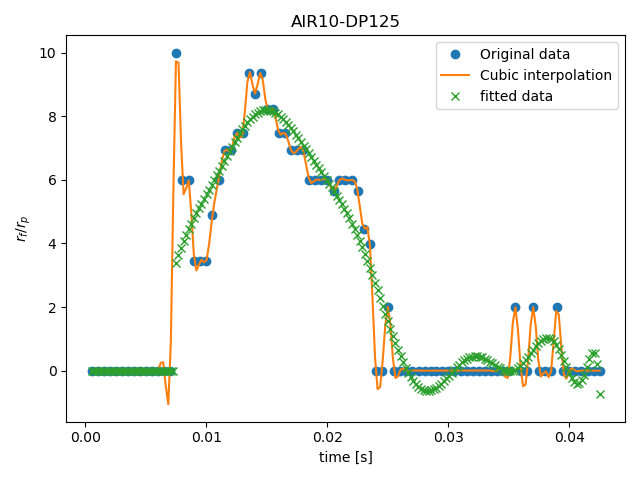 AIR10-DP125
10
8
6
4
2
0
r_f/r_p
Original data
Cubic interpolation
fitted data
0.00 0.01 0.02 0.03 0.04
time [s]